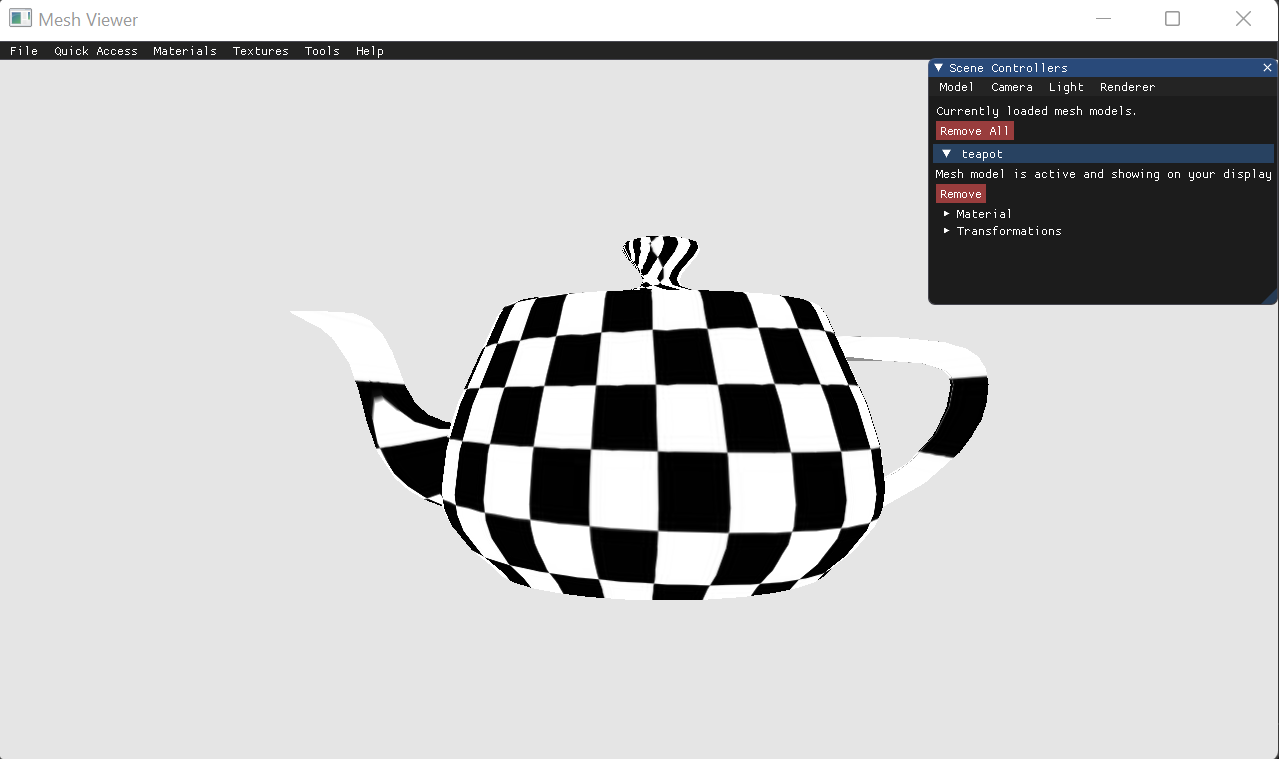 Mesh Viewer
File Quick Access Materials Textures Tools Help
Scene Controllers
Model Camera Light Renderer
Currently loaded mesh models.
Remove All
teapot
Mesh model is active and showing on your display
Remove
Material
Transformations